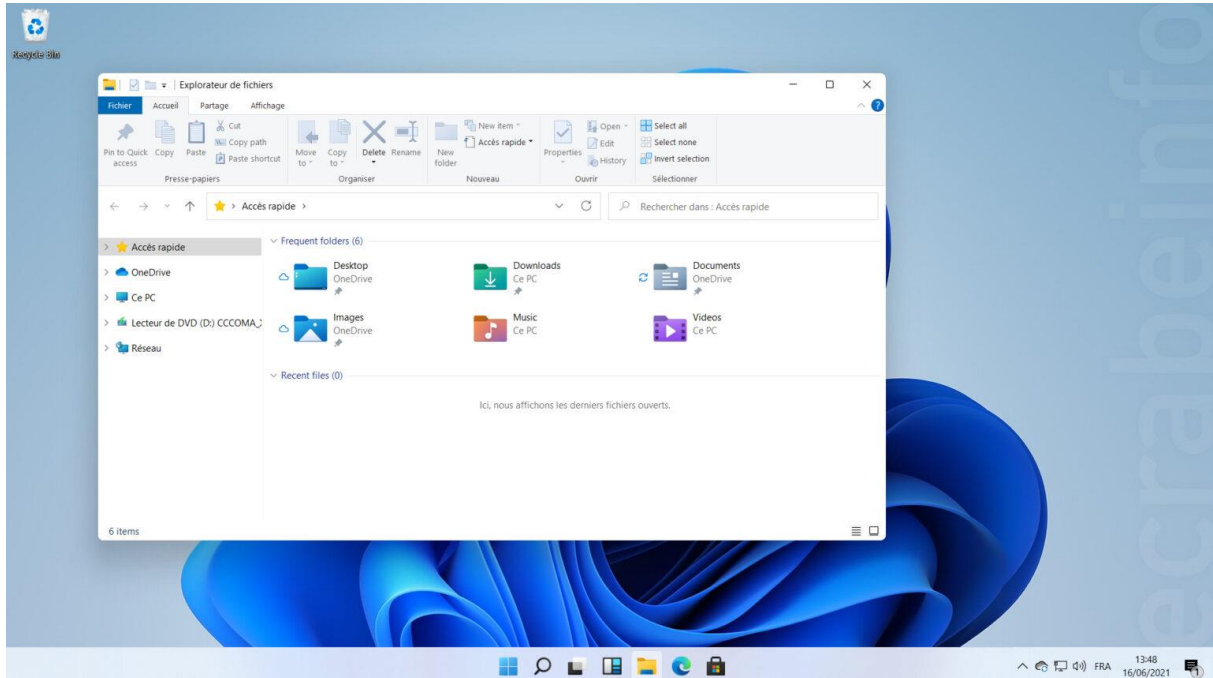 Recycle Bin
Explorateur de fichiers
Fichier Accueil Partage Affichage
Pin to Quick access
Copy
Paste
Cut
Copy path
Paste shortcut
Move to
Copy to
Delete
Rename
New folder
New item
Accès rapide
Properties
Open
Edit
History
Select all
Select none
Invert selection
Presse-papiers Organiser Nouveau Ouvrir Sélectionner
Accès rapide
Rechercher dans : Accès rapide
Accès rapide
OneDrive
Ce PC
Lecteur de DVD (D:) CCCOMA_
Réseau
Frequent folders (6)
Desktop
OneDrive
Downloads
Ce PC
Documents
OneDrive
Images
OneDrive
Music
Ce PC
Videos
Ce PC
Recent files (0)
Ici, nous affichons les derniers fichiers ouverts.
6 items
lecrabeinfo
FRA
13:48
16/06/2021
1